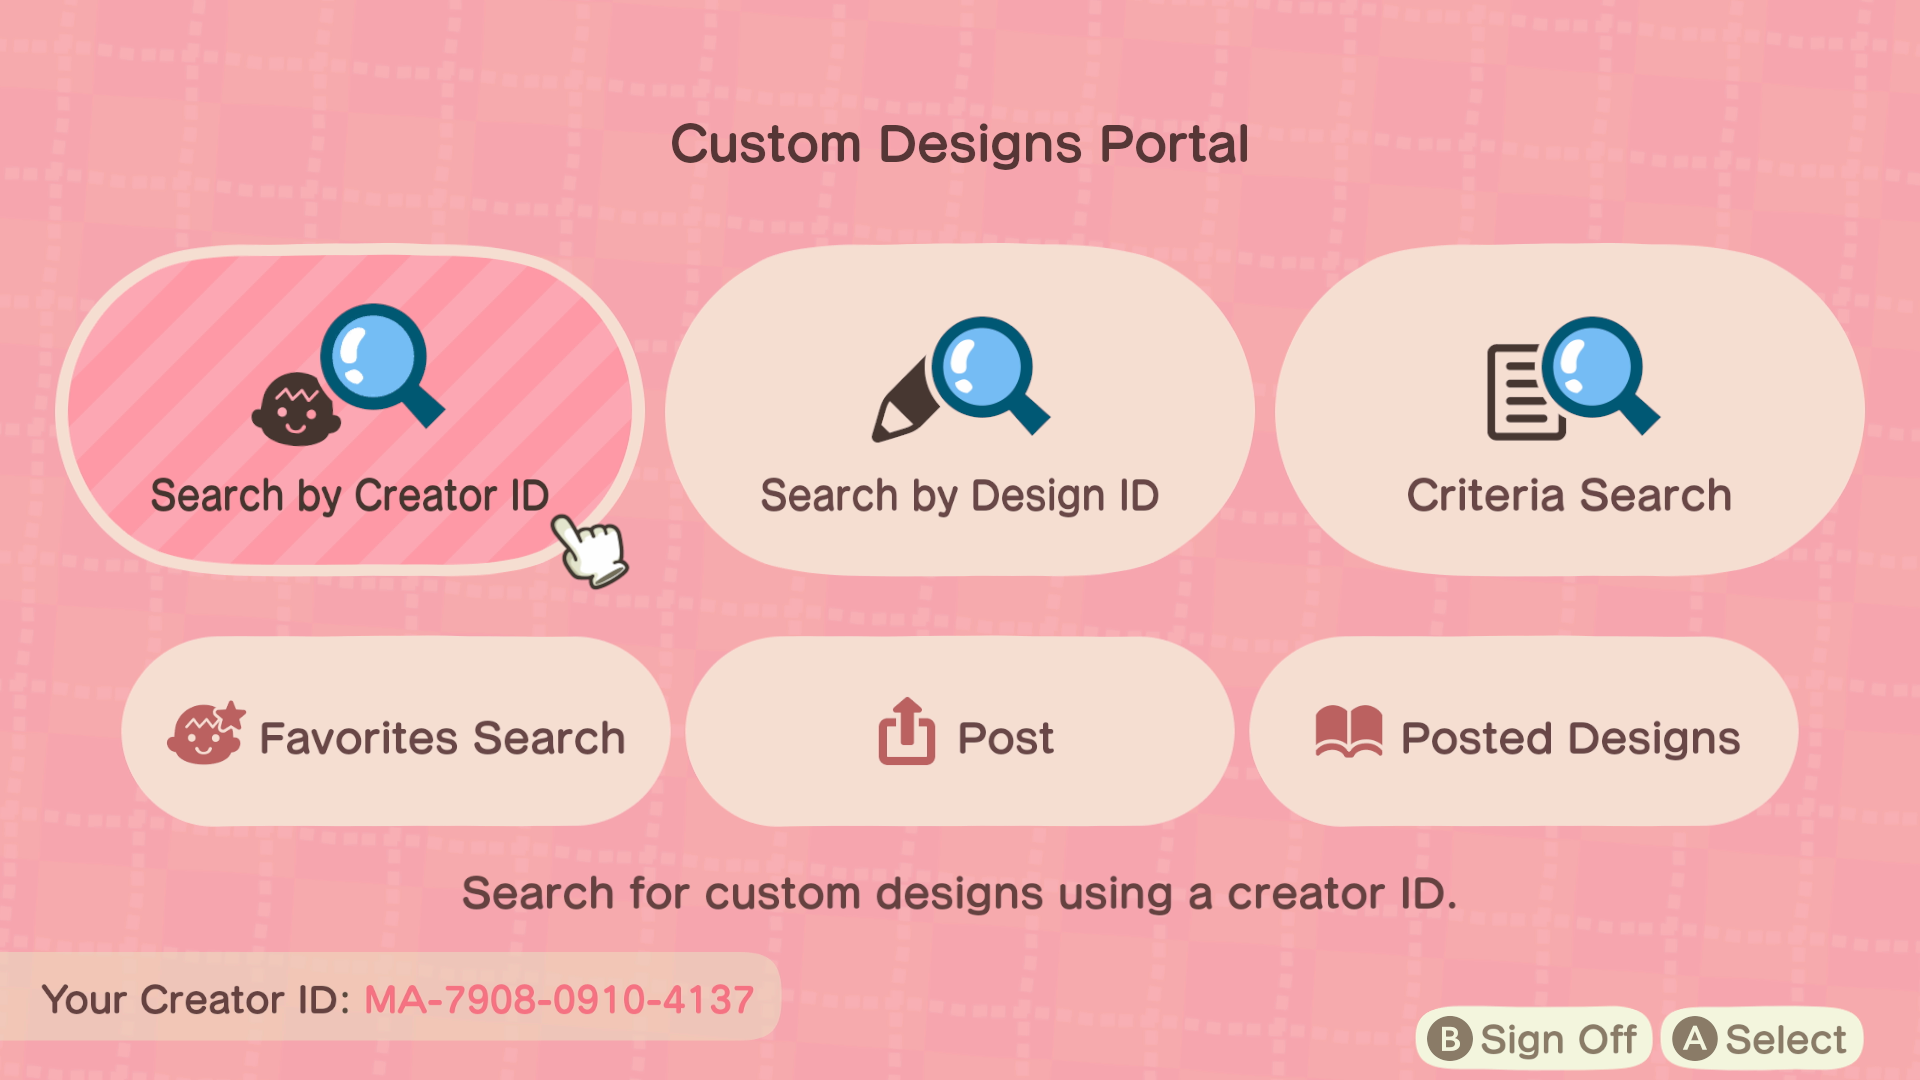 Custom Designs Portal
Search by Creator ID
Search by Design ID
Criteria Search
Favorites Search
Post
Posted Designs
Search for custom designs using a creator ID.
Your Creator ID: MA-7908-0910-4137
B Sign Off
A Select